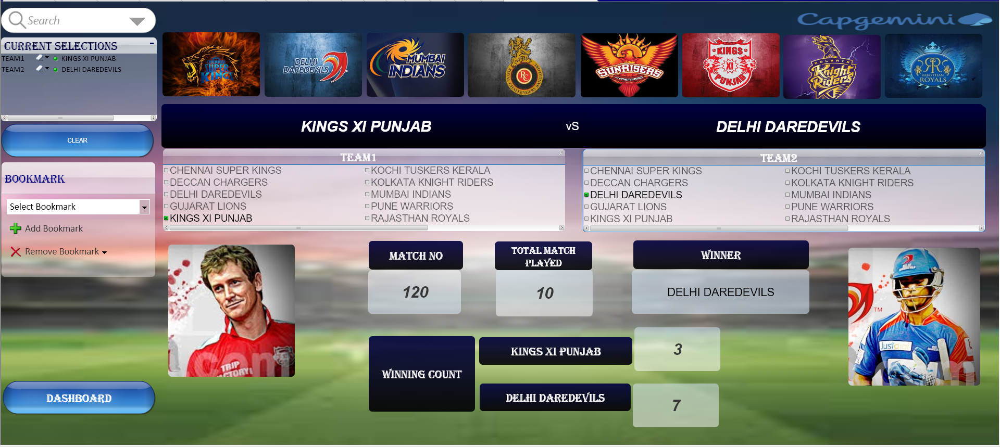 Search
Capgemini
CURRENT SELECTIONS
TEAM1 KINGS XI PUNJAB
TEAM2 DELHI DAREDEVILS
CLEAR
BOOKMARK
Select Bookmark
Add Bookmark
Remove Bookmark
DASHBOARD
CHENNAI
SUPER
KINGS
DELHI
DAREDEVILS
MUMBAI
INDIANS
RC
ROYAL CHALLENGERS BANGALORE
SUNRISERS
HYDERABAD
KINGS
XI
PUNJAB
KOLKATA
Knight
Riders
RR
RAJASTHAN
ROYALS
KINGS XI PUNJAB vS DELHI DAREDEVILS
TEAM1
CHENNAI SUPER KINGS KOCHI TUSKERS KERALA
DECCAN CHARGERS KOLKATA KNIGHT RIDERS
DELHI DAREDEVILS MUMBAI INDIANS
GUJARAT LIONS PUNE WARRIORS
KINGS XI PUNJAB RAJASTHAN ROYALS
TEAM2
CHENNAI SUPER KINGS KOCHI TUSKERS KERALA
DECCAN CHARGERS KOLKATA KNIGHT RIDERS
DELHI DAREDEVILS MUMBAI INDIANS
GUJARAT LIONS PUNE WARRIORS
KINGS XI PUNJAB RAJASTHAN ROYALS
MATCH NO
120
TOTAL MATCH
PLAYED
10
WINNER
DELHI DAREDEVILS
WINNING COUNT
KINGS XI PUNJAB
3
DELHI DAREDEVILS
7
TRIP
TM
Justdial